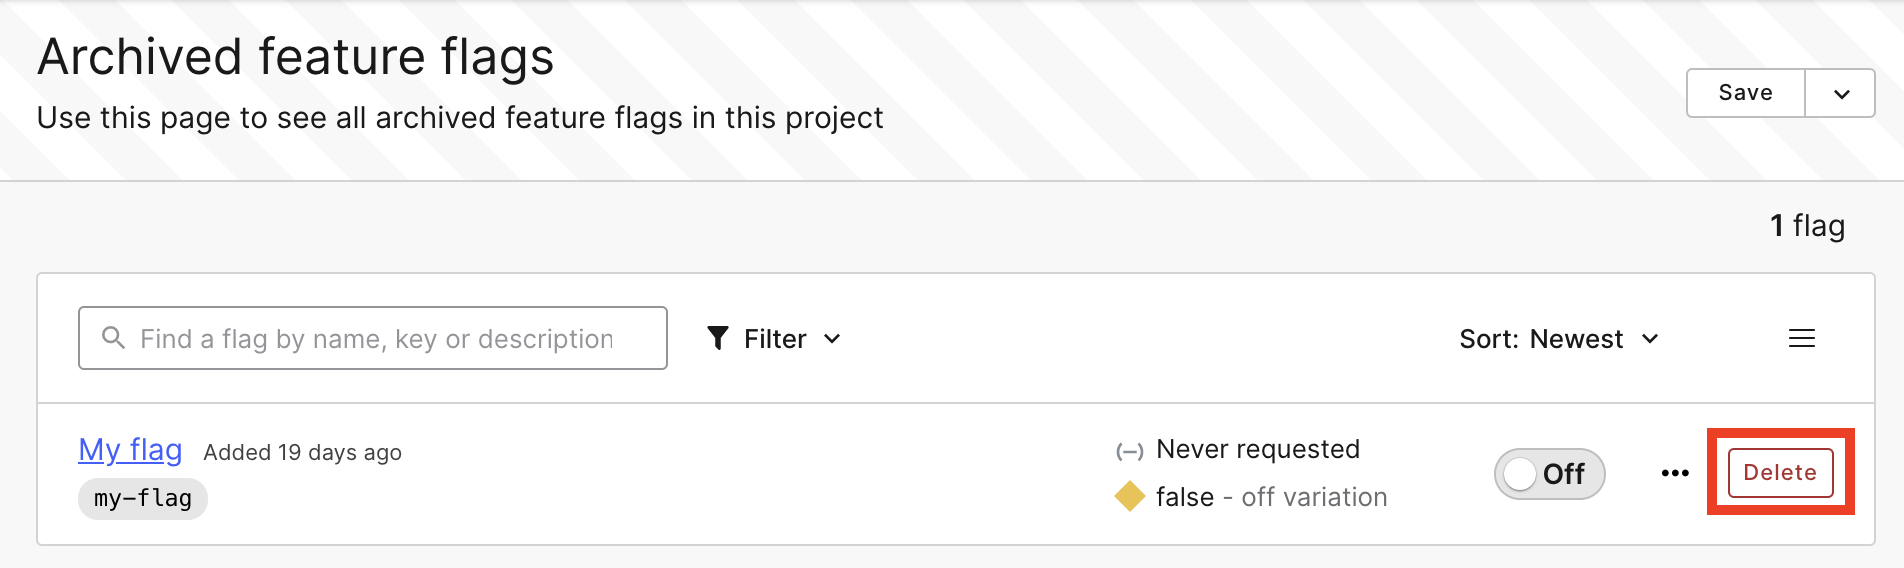 Archived feature flags
Use this page to see all archived feature flags in this project
Save
1 flag
Find a flag by name, key or description
Filter
Sort: Newest
My flag Added 19 days ago
my-flag
Never requested
false - off variation
Off
Delete